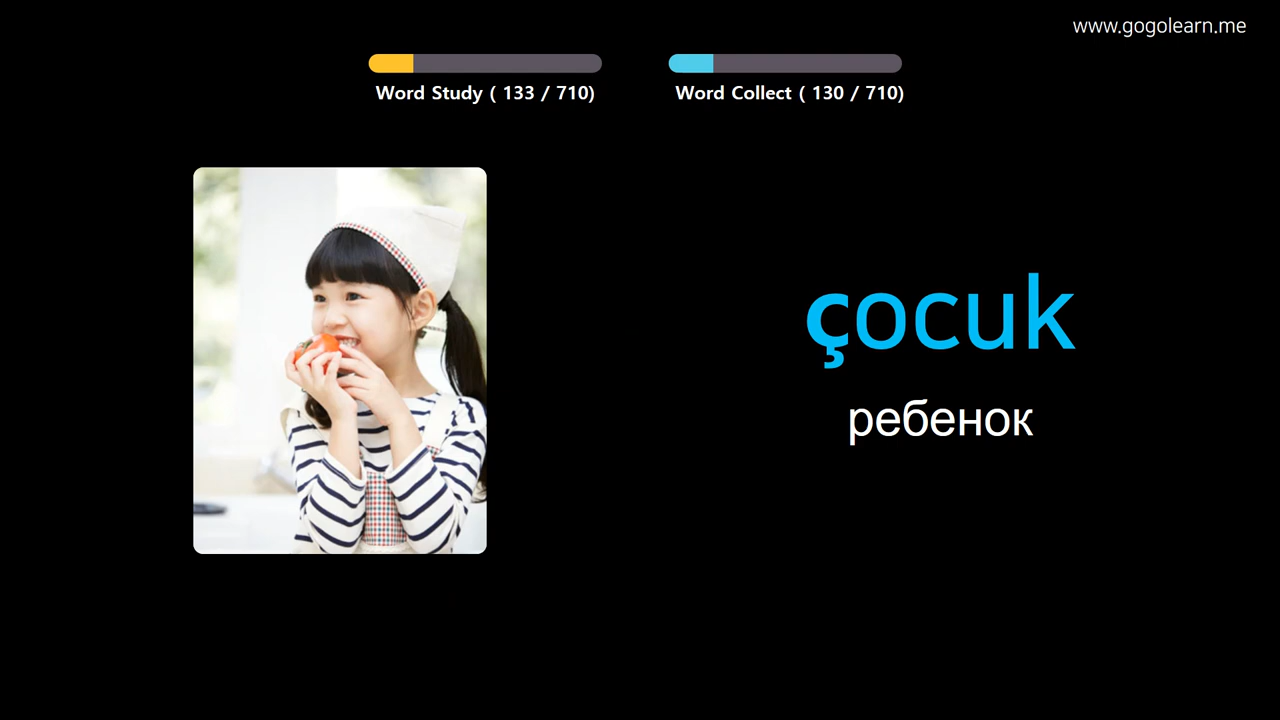 www.gogolearn.me
Word Study ( 133 / 710)
Word Collect ( 130 / 710)
çocuk
ребенок